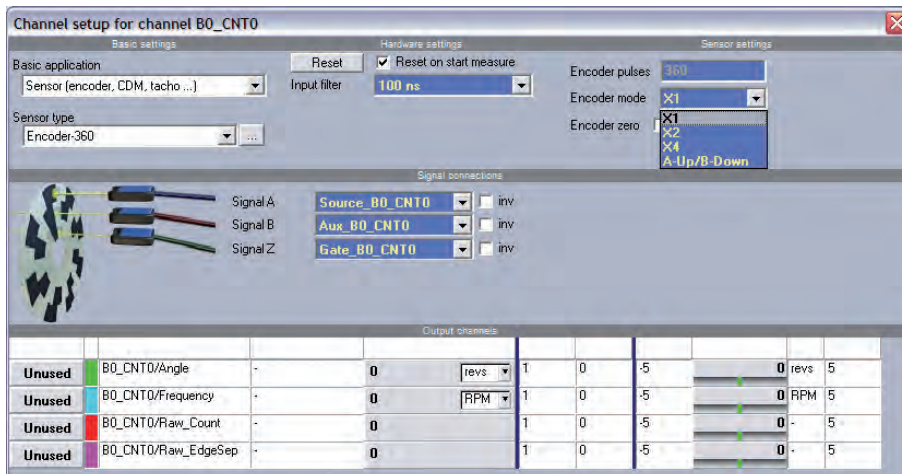 Channel setup for channel B0_CNT0
Basic settings
Hardware settings
Sensor settings
Basic application
Sensor (encoder, CDM, tacho ...)
Sensor type
Encoder-360
...
Reset
Reset on start measure
Input filter
100 ns
Encoder pulses
360
Encoder mode
X1
Encoder zero
X1
X2
X4
A-Up/B-Down
Signal connections
Signal A
Source_B0_CNT0
inv
Signal B
Aux_B0_CNT0
inv
Signal Z
Gate_B0_CNT0
inv
Output channels
Unused B0_CNT0/Angle - 0 revs 1 0 -5 0 revs 5
Unused B0_CNT0/Frequency - 0 RPM 1 0 -5 0 RPM 5
Unused B0_CNT0/Raw_Count - 0 1 0 -5 0 - 5
Unused B0_CNT0/Raw_EdgeSep - 0 1 0 -5 0 - 5